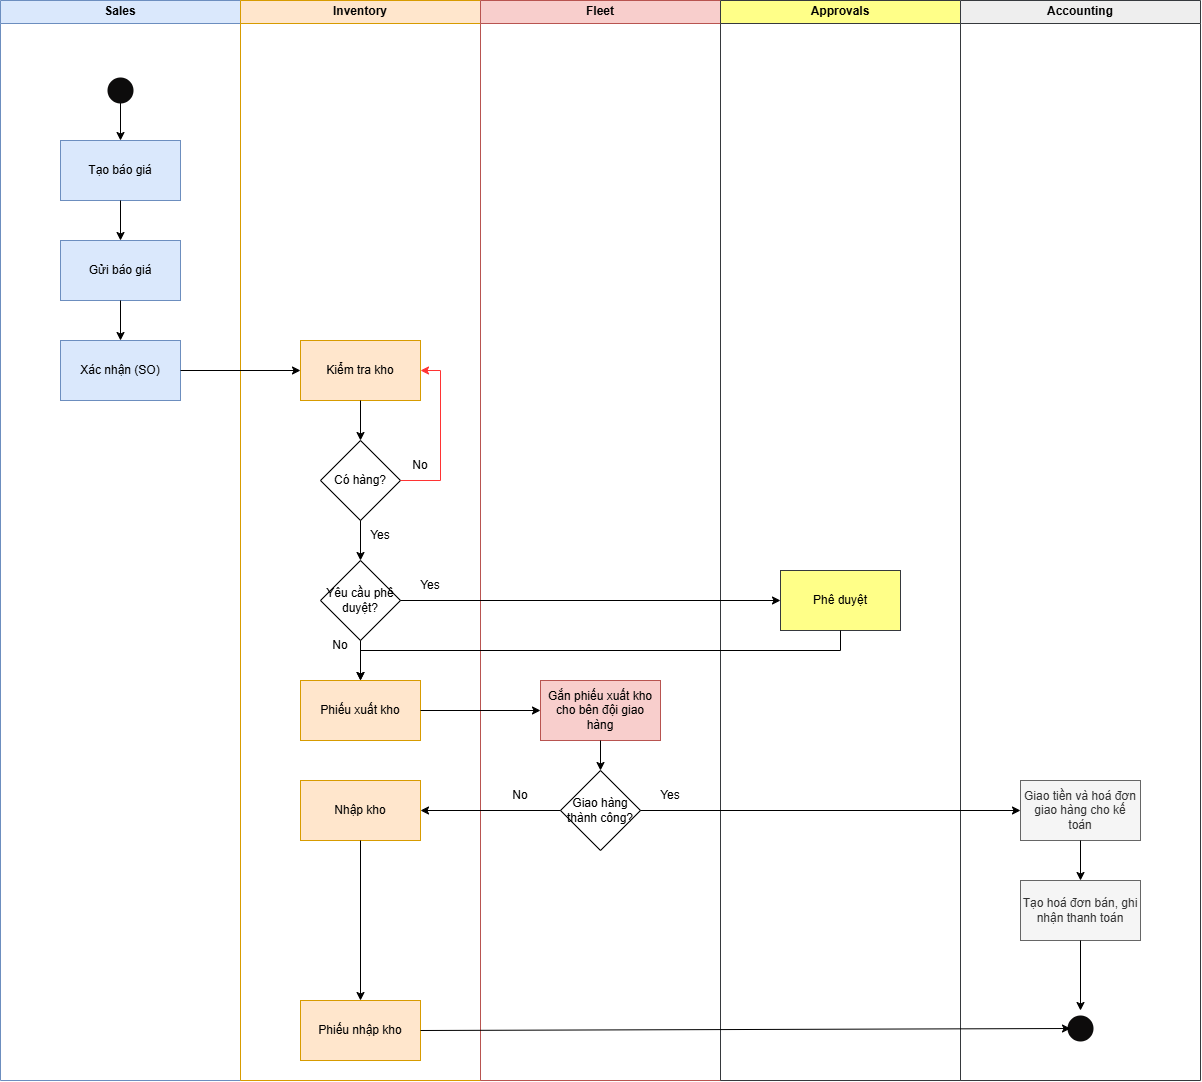 Sales
Inventory
Fleet
Approvals
Accounting
Tạo báo giá
Gửi báo giá
Xác nhận (SO)
Kiểm tra kho
Có hàng?
No
Yes
Yêu cầu phê
duyệt?
Yes
Phê duyệt
No
Phiếu xuất kho
Gắn phiếu xuất kho
cho bên đội giao
hàng
Nhập kho
No
Giao hàng
thành công?
Yes
Giao tiền và hoá đơn
giao hàng cho kế
toán
Tạo hoá đơn bán, ghi
nhận thanh toán
Phiếu nhập kho